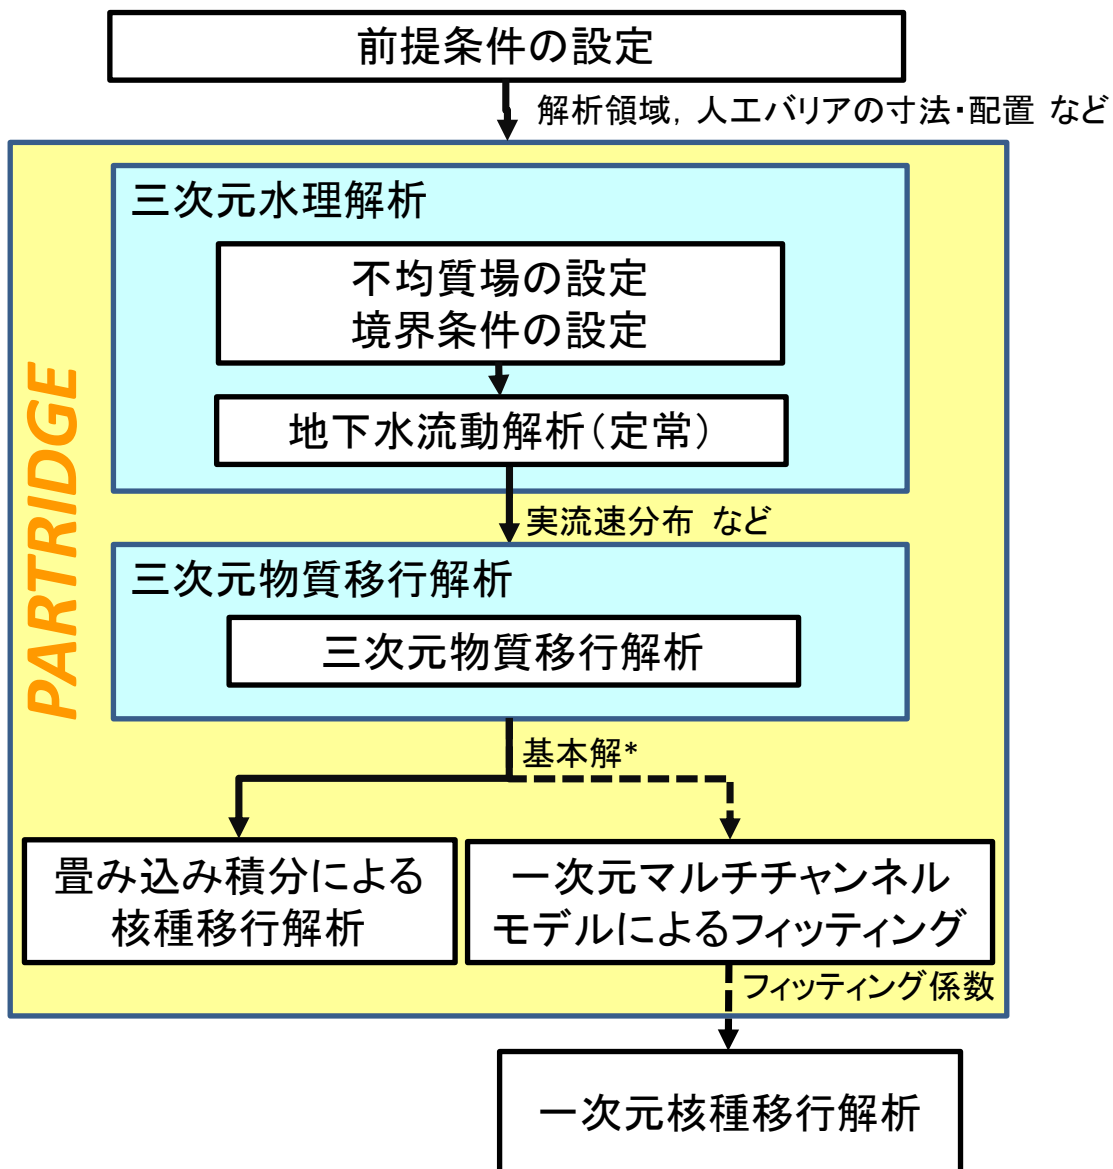 前提条件の設定
解析領域，人工バリアの寸法・配置 など
PARTRIDGE
三次元水理解析
不均質場の設定
境界条件の設定
地下水流動解析（定常）
実流速分布 など
三次元物質移行解析
三次元物質移行解析
基本解*
畳み込み積分による
核種移行解析
一次元マルチチャンネル
モデルによるフィッティング
フィッティング係数
一次元核種移行解析